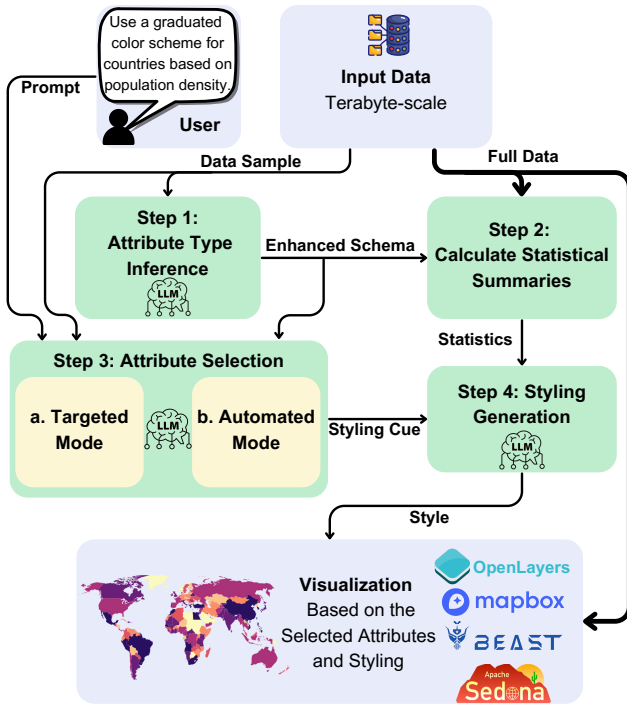 Use a graduated
color scheme for
countries based on
population density.
Prompt
User
Input Data
Terabyte-scale
Data Sample
Full Data
Step 1:
Attribute Type
Inference
LLM
Enhanced Schema
Step 2:
Calculate Statistical
Summaries
Statistics
Step 3: Attribute Selection
a. Targeted
Mode
LLM
b. Automated
Mode
Styling Cue
Step 4: Styling
Generation
LLM
Style
Visualization
Based on the
Selected Attributes
and Styling
OpenLayers
mapbox
BEAST
Apache
Sedona